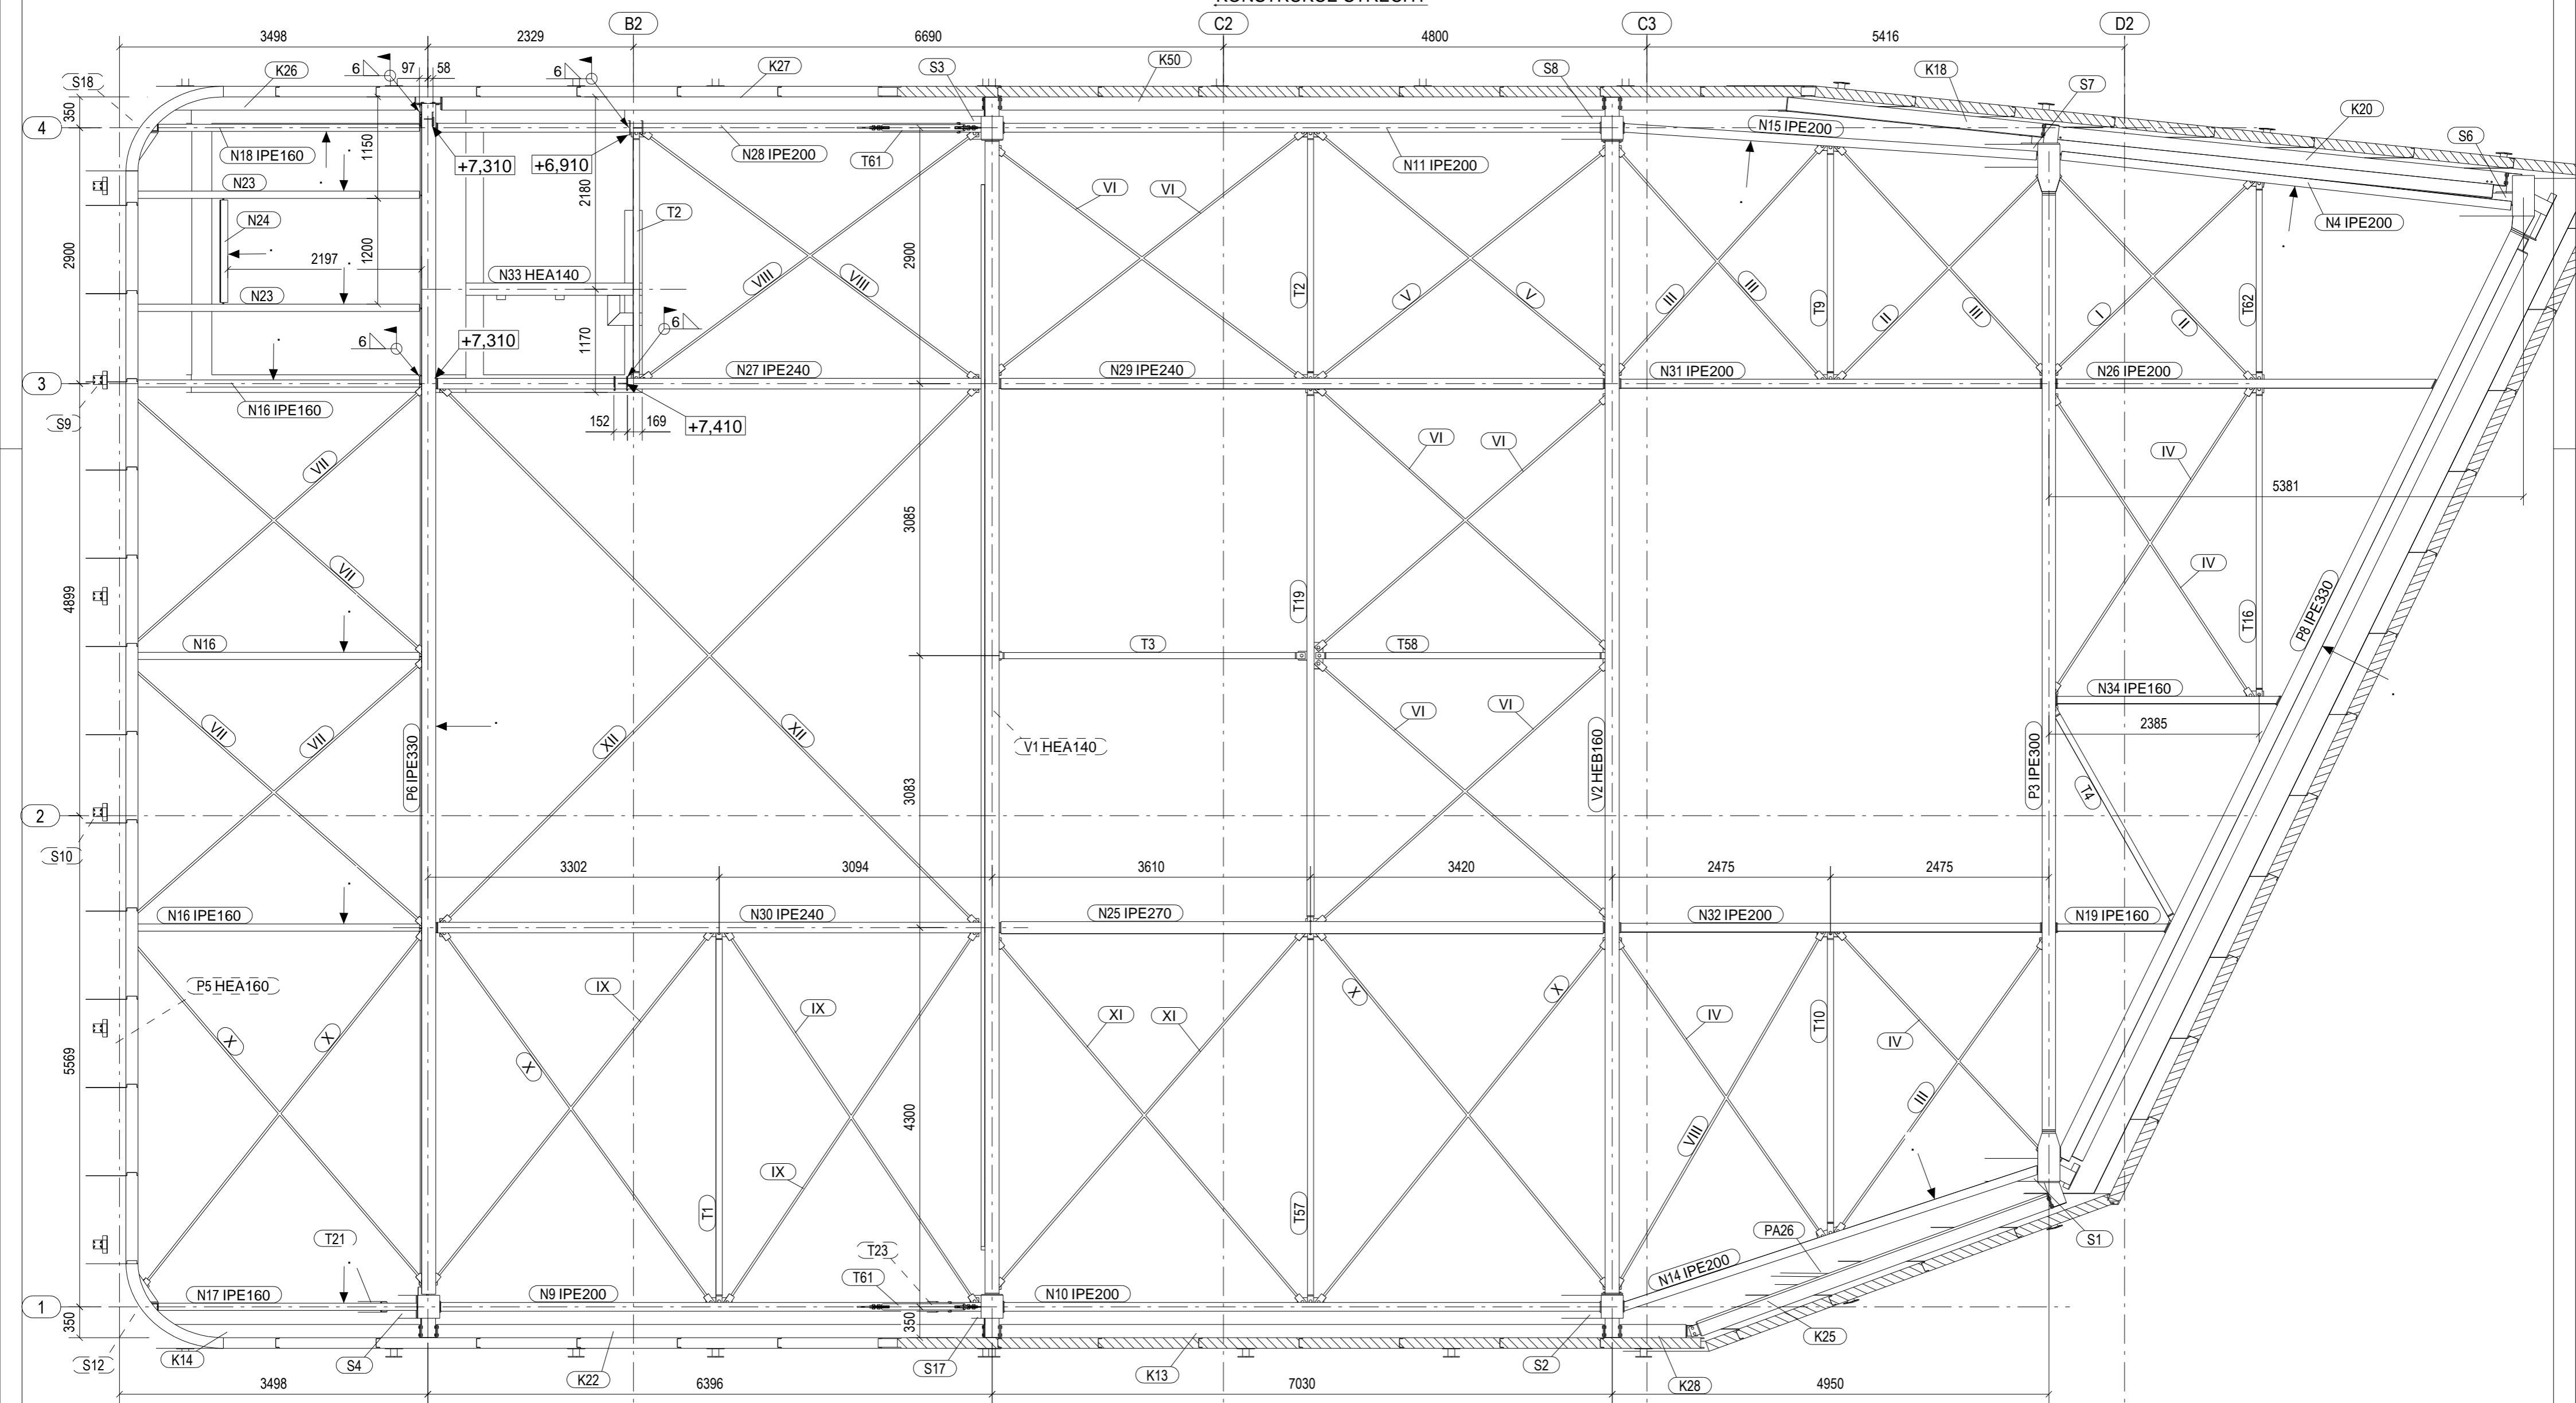 B2
C2
C3
D2
3498
2329
6690
4800
5416
S18
K26
6
97
58
6
K27
S3
K50
S8
K18
S7
K20
S6
350
4
N18 IPE160
1150
+7,310
+6,910
2180
N28 IPE200
T61
N11 IPE200
N15 IPE200
N4 IPE200
N23
N24
2197
1200
N23
2900
T2
N33 HEA140
VIII
VIII
2900
VI
VI
T2
V
V
III
III
T9
II
III
I
II
T62
6
+7,310
1170
6
3
N16 IPE160
S9
N27 IPE240
N29 IPE240
N31 IPE200
N26 IPE200
152
169
+7,410
VII
VII
3085
VI
VI
IV
5381
4899
T19
IV
T16
P8 IPE330
N16
T3
T58
N34 IPE160
2385
VII
VII
P6 IPE330
XII
XII
V1 HEA140
VI
VI
V2 HEB160
P3 IPE300
T4
3083
2
S10
3302
3094
3610
3420
2475
2475
N16 IPE160
N30 IPE240
N25 IPE270
N32 IPE200
N19 IPE160
P5 HEA160
X
X
IX
X
IX
IX
XI
XI
X
X
IV
T10
IV
III
VIII
5569
4300
T1
T57
T21
T23
T61
PA26
S1
N14 IPE200
N17 IPE160
N9 IPE200
N10 IPE200
1
350
350
S12
K14
S4
K22
S17
K13
S2
K28
K25
3498
6396
7030
4950